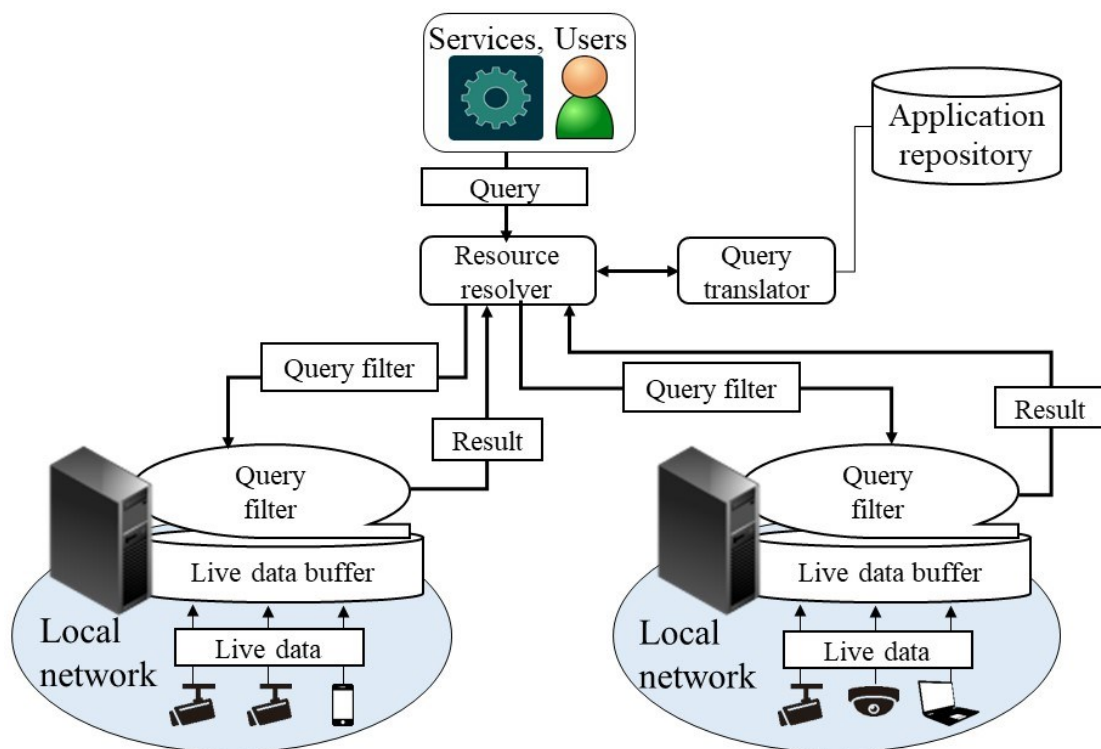 Services, Users
Application
repository
Query
Resource
resolver
Query
translator
Query filter
Query filter
Result
Result
Query
filter
Query
filter
Live data buffer
Live data buffer
Local
network
Live data
Local
network
Live data